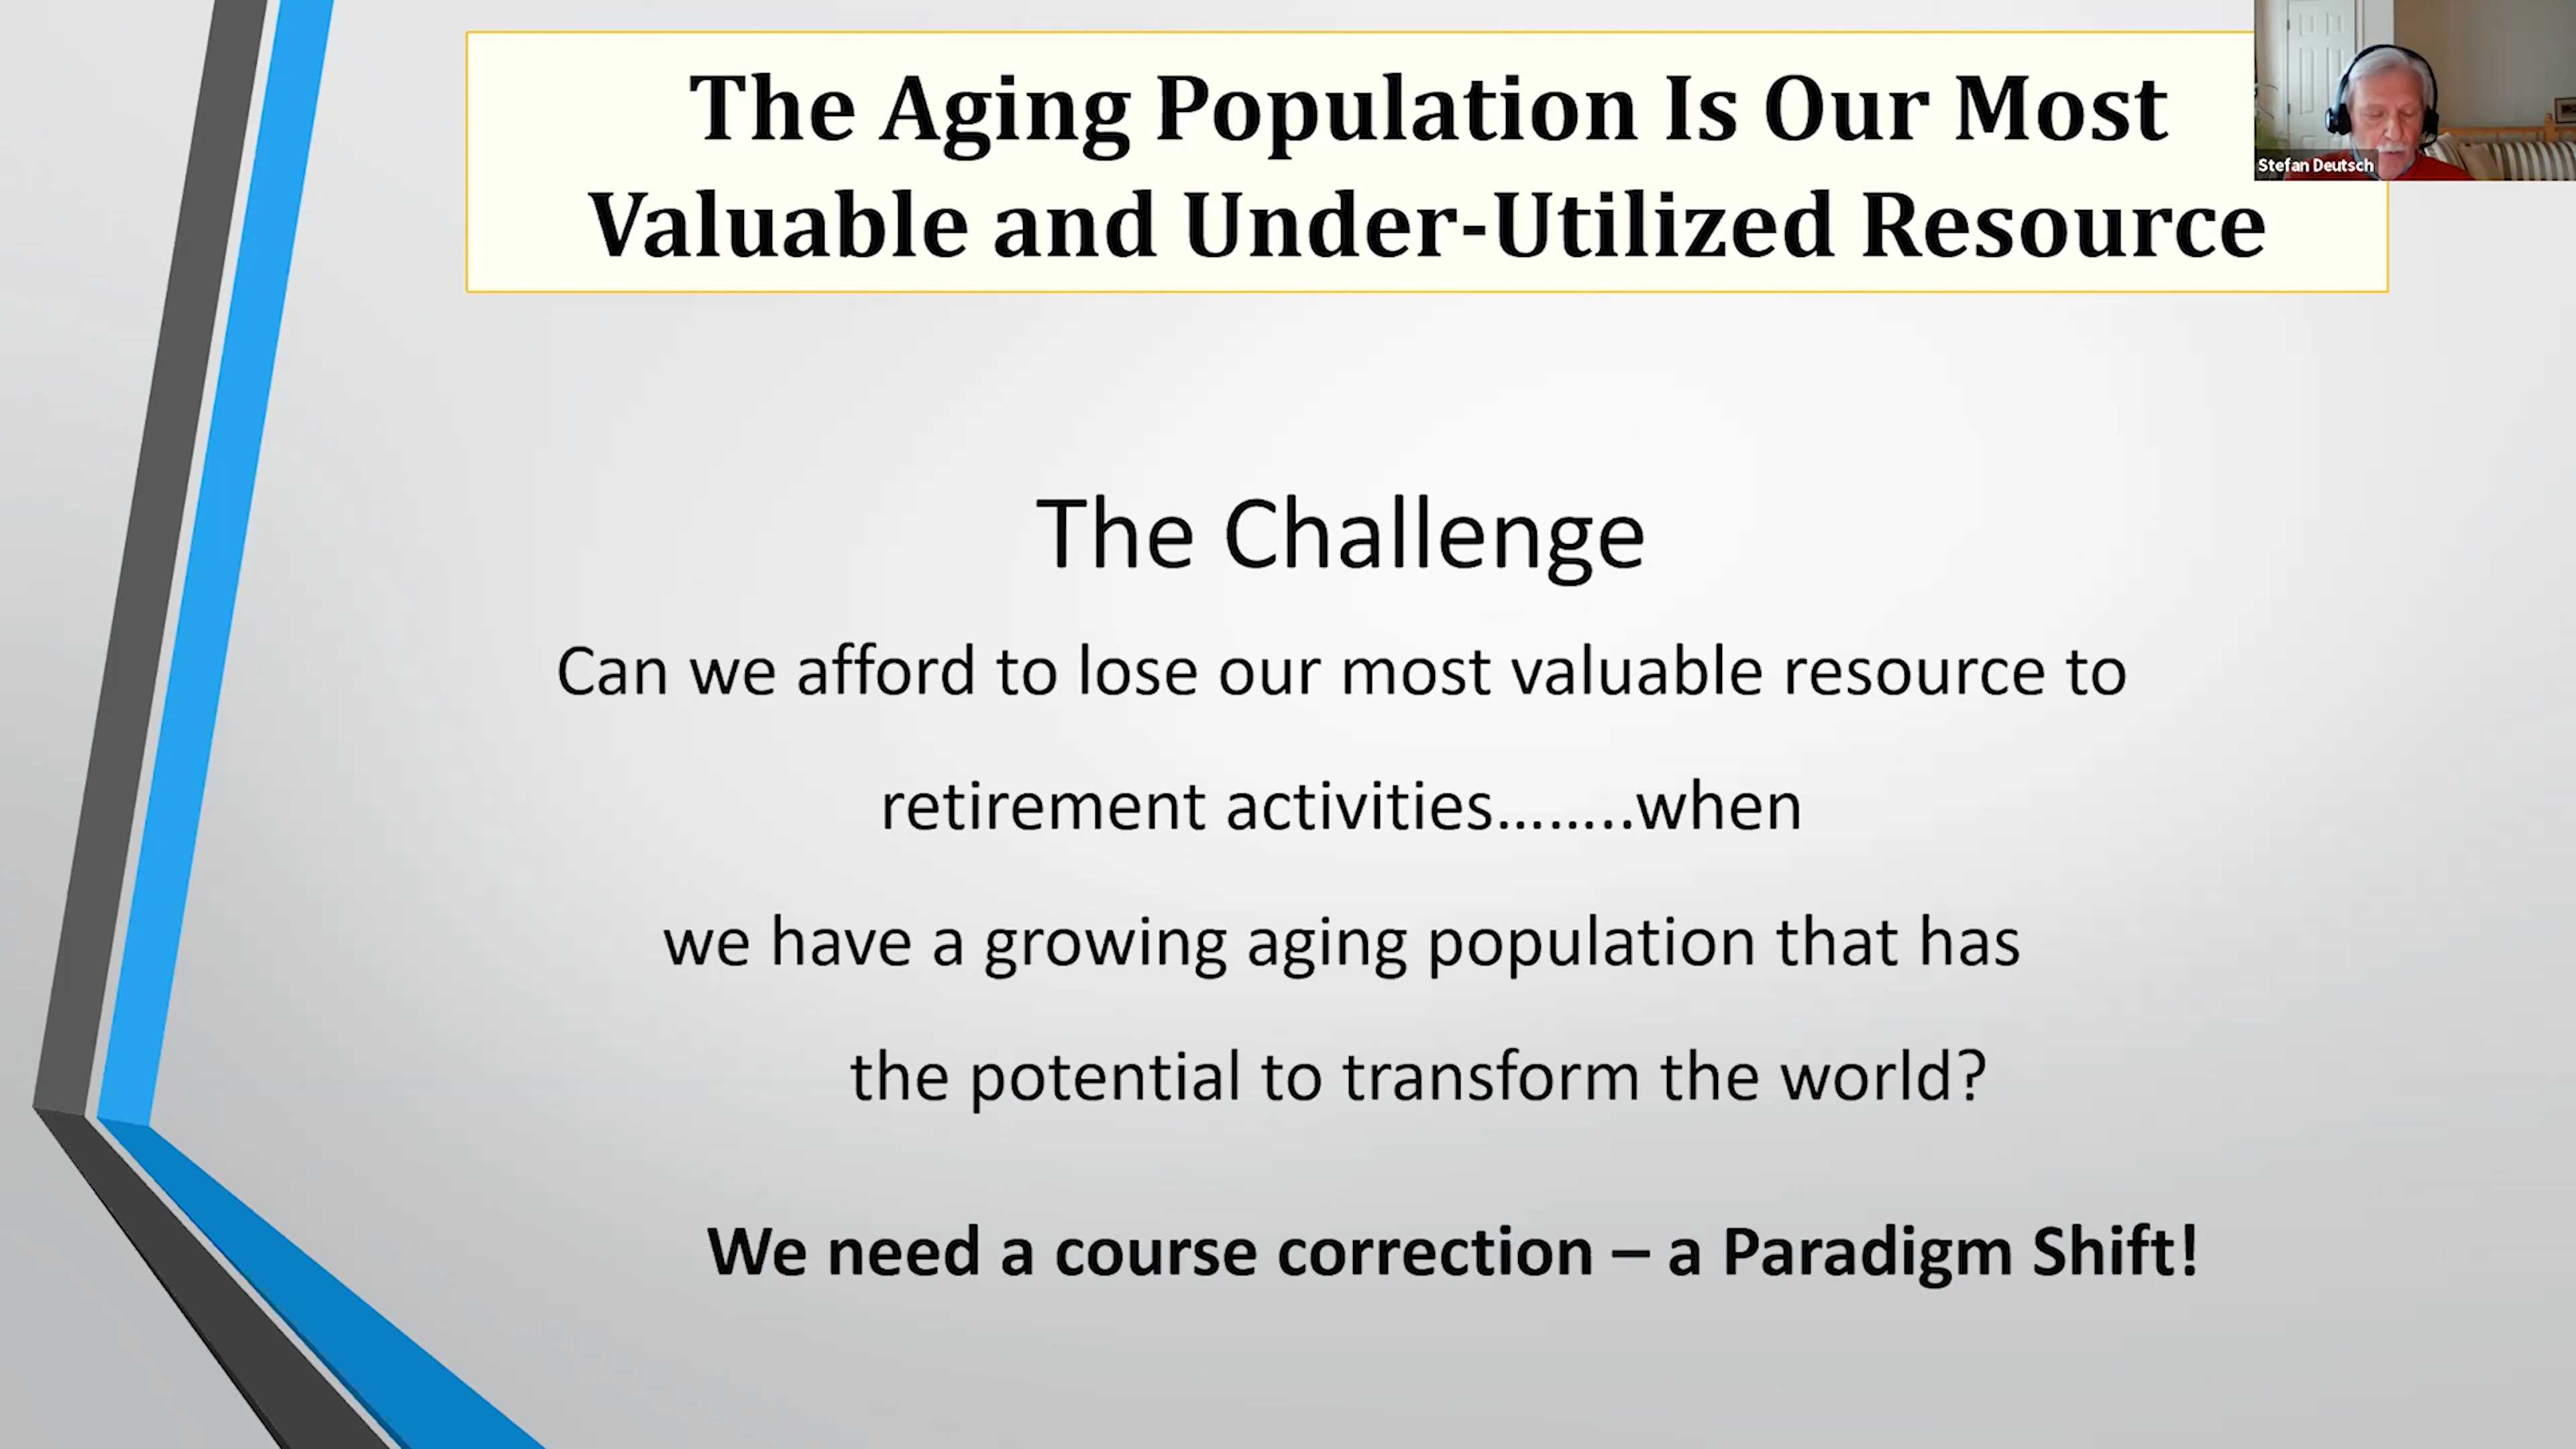 The Aging Population Is Our Most
Valuable and Under-Utilized Resource
Stefan Deutsch
The Challenge
Can we afford to lose our most valuable resource to
retirement activities........when
we have a growing aging population that has
the potential to transform the world?
We need a course correction – a Paradigm Shift!